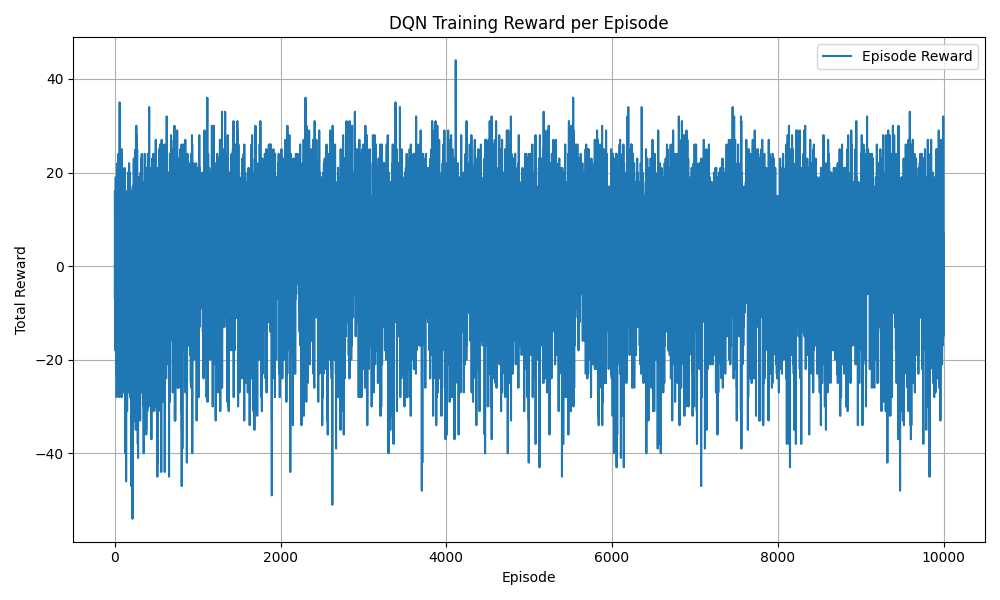 DQN Training Reward per Episode
Episode Reward
40
20
0
−20
−40
Total Reward
0
2000
4000
6000
8000
10000
Episode